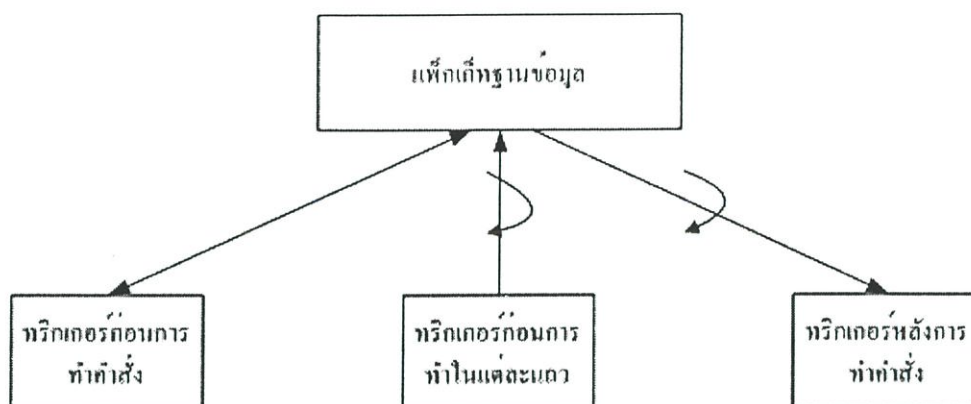 แพ็กเก็ทฐานข้อมูล
ทริกเกอร์ก่อนการ
ทำคำสั่ง
ทริกเกอร์ก่อนการ
ทำในแต่ละแถว
ทริกเกอร์หลังการ
ทำคำสั่ง